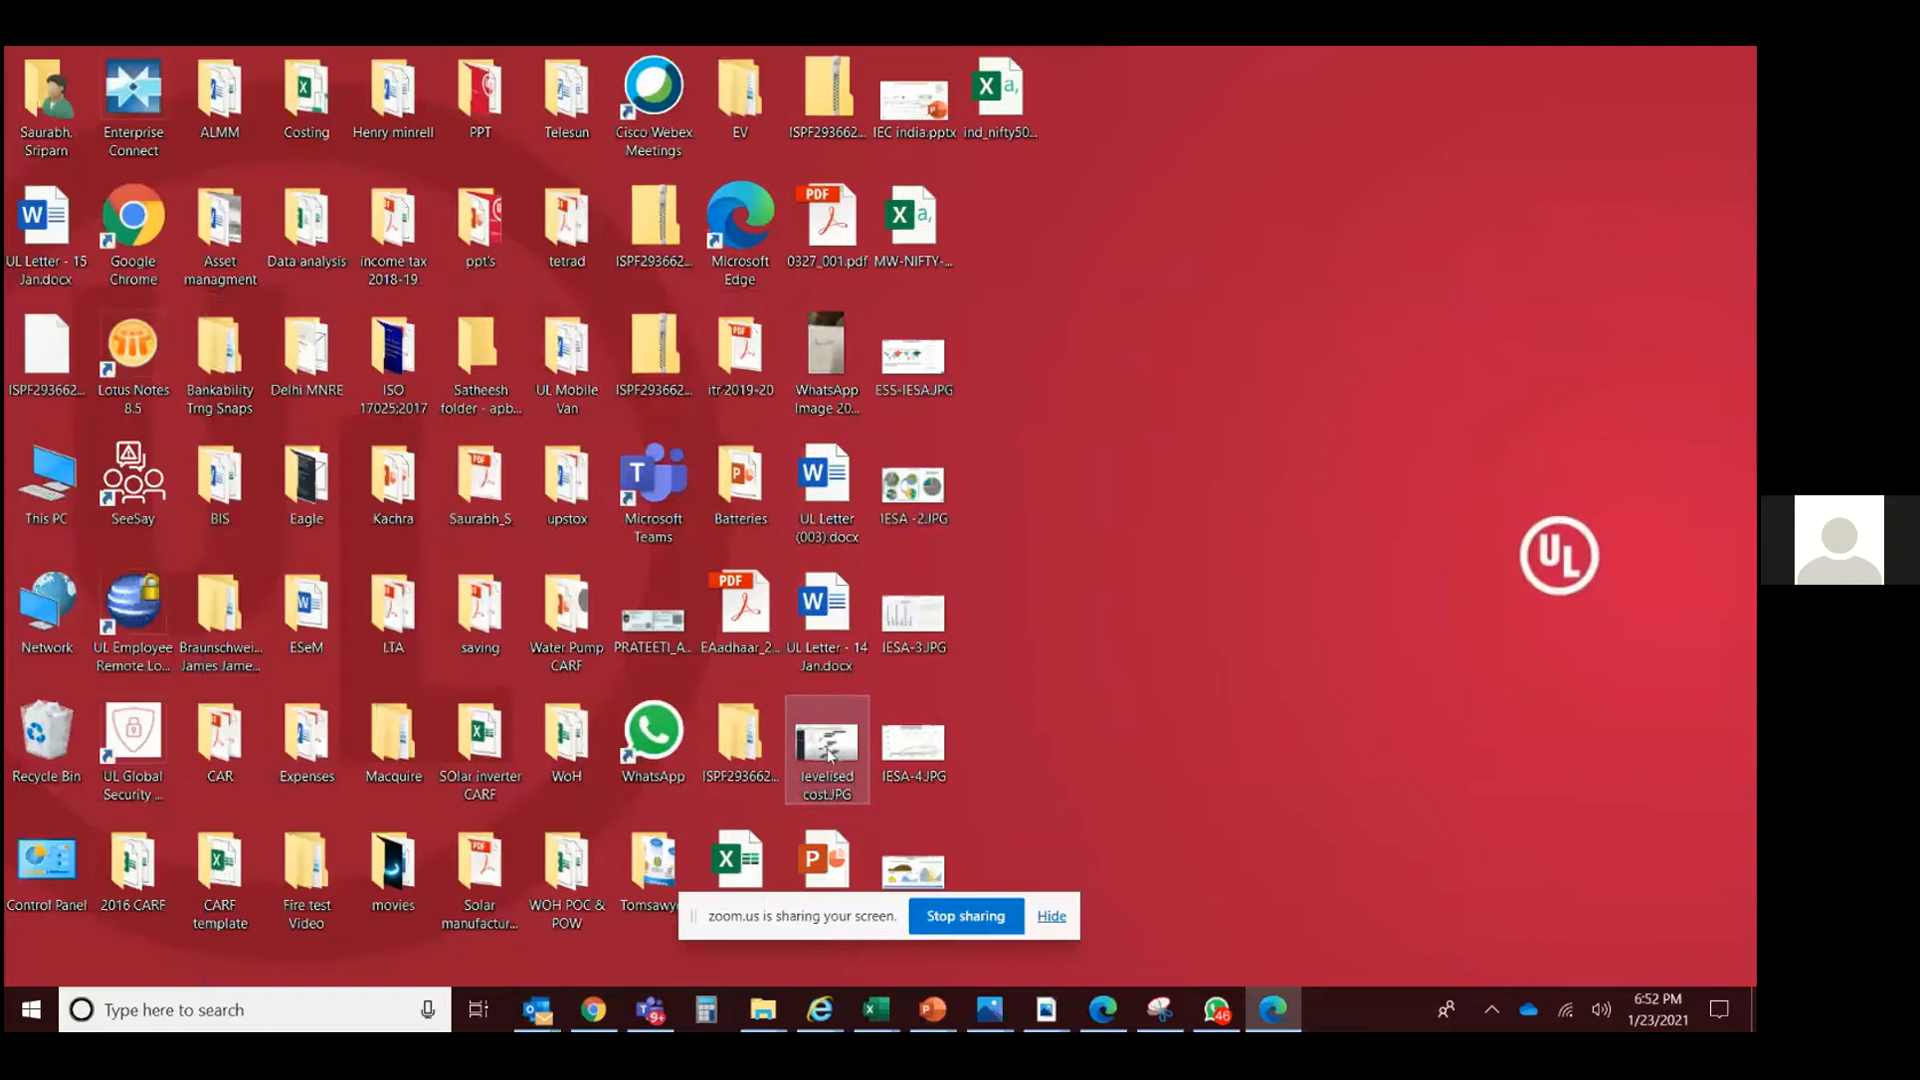 Saurabh,
Sriparn
Enterprise
Connect
ALMM
Costing
Henry minrell
PPT
Telesun
Cisco Webex
Meetings
EV
ISPF293662...
IEC india.pptx
ind_nifty50...
UL Letter - 15
Jan.docx
Google
Chrome
Asset
managment
Data analysis
income tax
2018-19
ppt's
tetrad
ISPF293662...
Microsoft
Edge
PDF
0327_001.pdf
MW-NIFTY-...
ISPF293662...
Lotus Notes
8.5
Bankability
Trng Snaps
Delhi MNRE
ISO
17025;2017
Satheesh
folder - apb...
UL Mobile
Van
ISPF293662...
itr-2019-20
WhatsApp
Image 20...
ESS-IESA.JPG
This PC
SeeSay
BIS
Eagle
Kachra
Saurabh_S
upstox
Microsoft
Teams
Batteries
UL Letter
(003).docx
IESA -2.JPG
UL
Network
UL Employee
Remote Lo...
Braunschwei...
James Jame...
ESeM
LTA
saving
Water Pump
CARF
PRATEETI_A...
PDF
EAadhaar_2...
UL Letter - 14
Jan.docx
IESA-3.JPG
Recycle Bin
UL Global
Security ...
CAR
Expenses
Macquire
SOlar inverter
CARF
WoH
WhatsApp
ISPF293662...
levelised
cost.JPG
IESA-4.JPG
Control Panel
2016 CARF
CARF
template
Fire test
Video
movies
Solar
manufactur...
WOH POC &
POW
Tomsawy
zoom.us is sharing your screen.
Stop sharing
Hide
Type here to search
9+
46
6:52 PM
1/23/2021